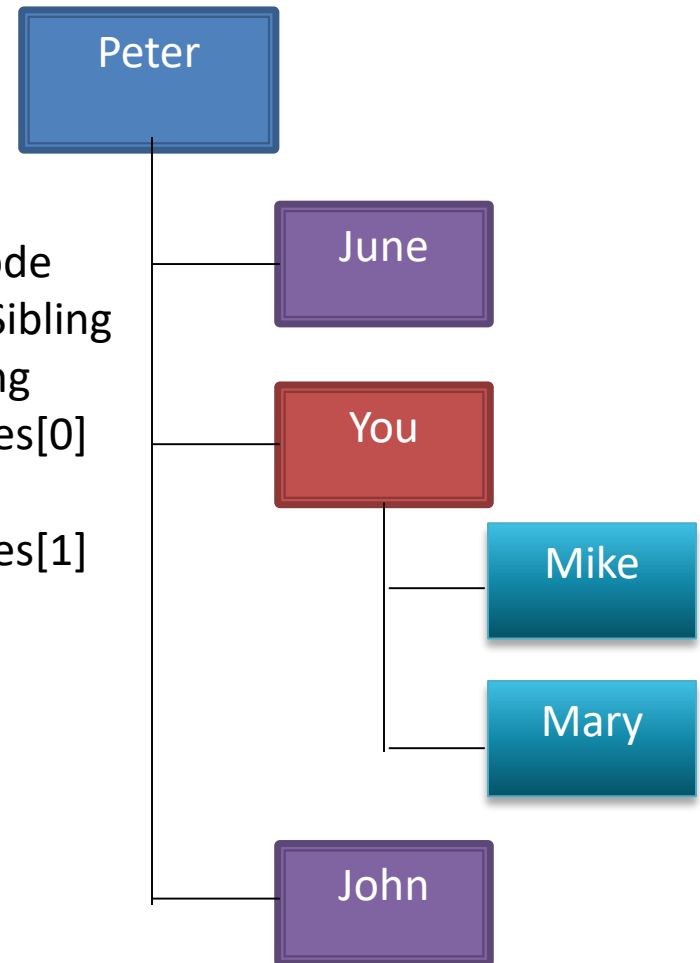 Peter
June
ode
Sibling
ng
es[0]
es[1]
You
Mike
Mary
John